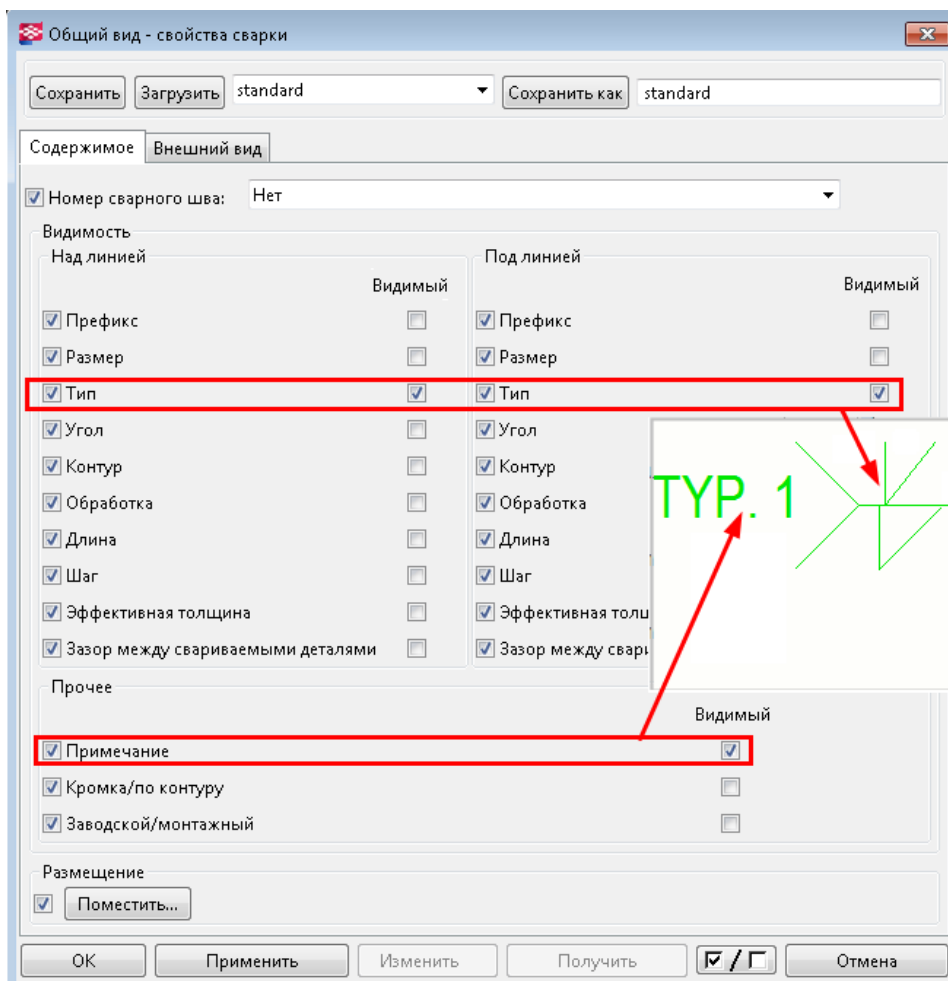 Общий вид - свойства сварки
Сохранить Загрузить standard Сохранить как standard
Содержимое Внешний вид
Номер сварного шва: Нет
Видимость
Над линией Под линией
Видимый Видимый
Префикс Префикс
Размер Размер
Тип Тип
Угол Угол
Контур Контур
Обработка Обработка
Длина Длина
Шаг Шаг
Эффективная толщина Эффективная толщ
Зазор между свариваемыми деталями Зазор между свар
TYP. 1
Прочее
Видимый
Примечание
Кромка/по контуру
Заводской/монтажный
Размещение
Поместить...
ОК Применить Изменить Получить / Отмена